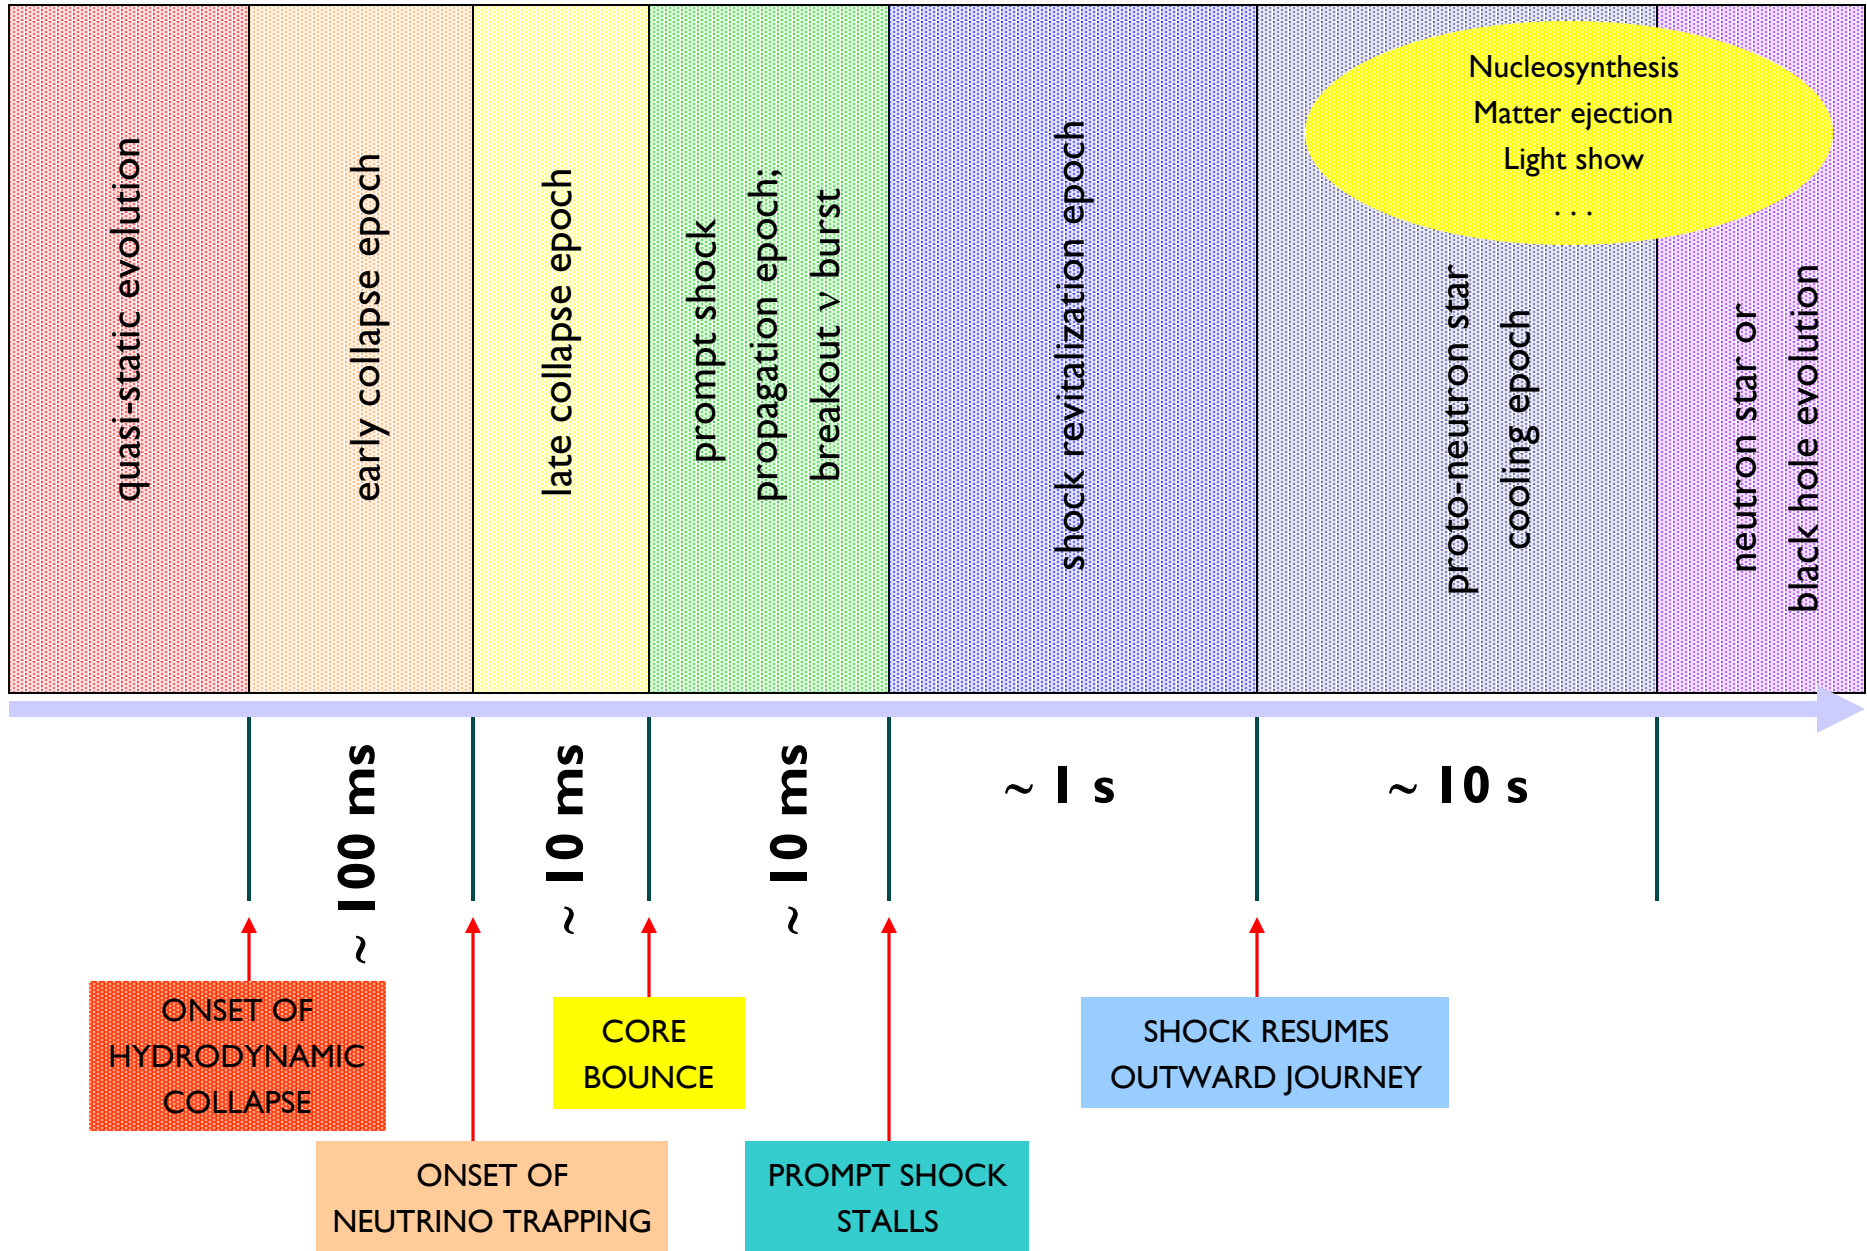 quasi-static evolution
early collapse epoch
late collapse epoch
prompt shock
propagation epoch;
breakout ν burst
shock revitalization epoch
Nucleosynthesis
Matter ejection
Light show
. . .
proto-neutron star
cooling epoch
neutron star or
black hole evolution
~ 100 ms
~ 10 ms
~ 10 ms
~ 1 s
~ 10 s
ONSET OF
HYDRODYNAMIC
COLLAPSE
ONSET OF
NEUTRINO TRAPPING
CORE
BOUNCE
PROMPT SHOCK
STALLS
SHOCK RESUMES
OUTWARD JOURNEY